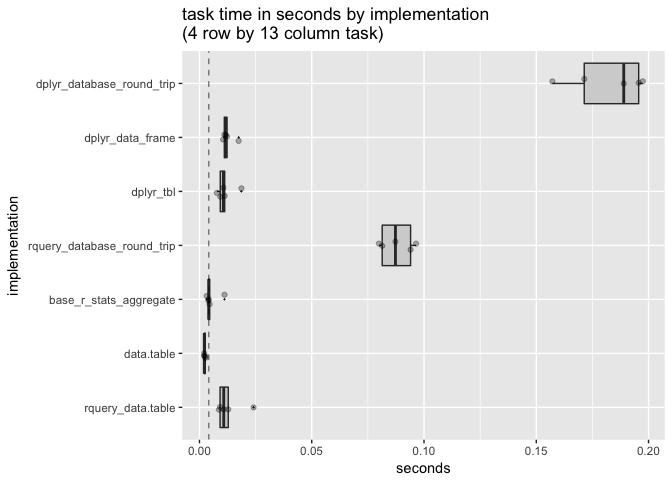 task time in seconds by implementation
(4 row by 13 column task)
implementation
dplyr_database_round_trip
dplyr_data_frame
dplyr_tbl
rquery_database_round_trip
base_r_stats_aggregate
data.table
rquery_data.table
0.00
0.05
0.10
0.15
0.20
seconds